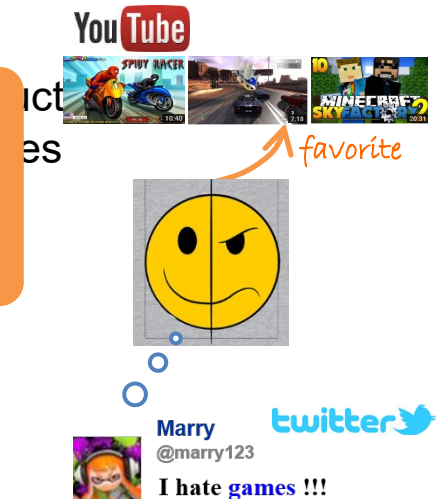 YouTube
SPIDY RACER
10:40
7:18
10
MINECRAFT
SKYFACTORY 2
20:31
uct
es
favorite
twitter
Marry
@marry123
I hate games !!!